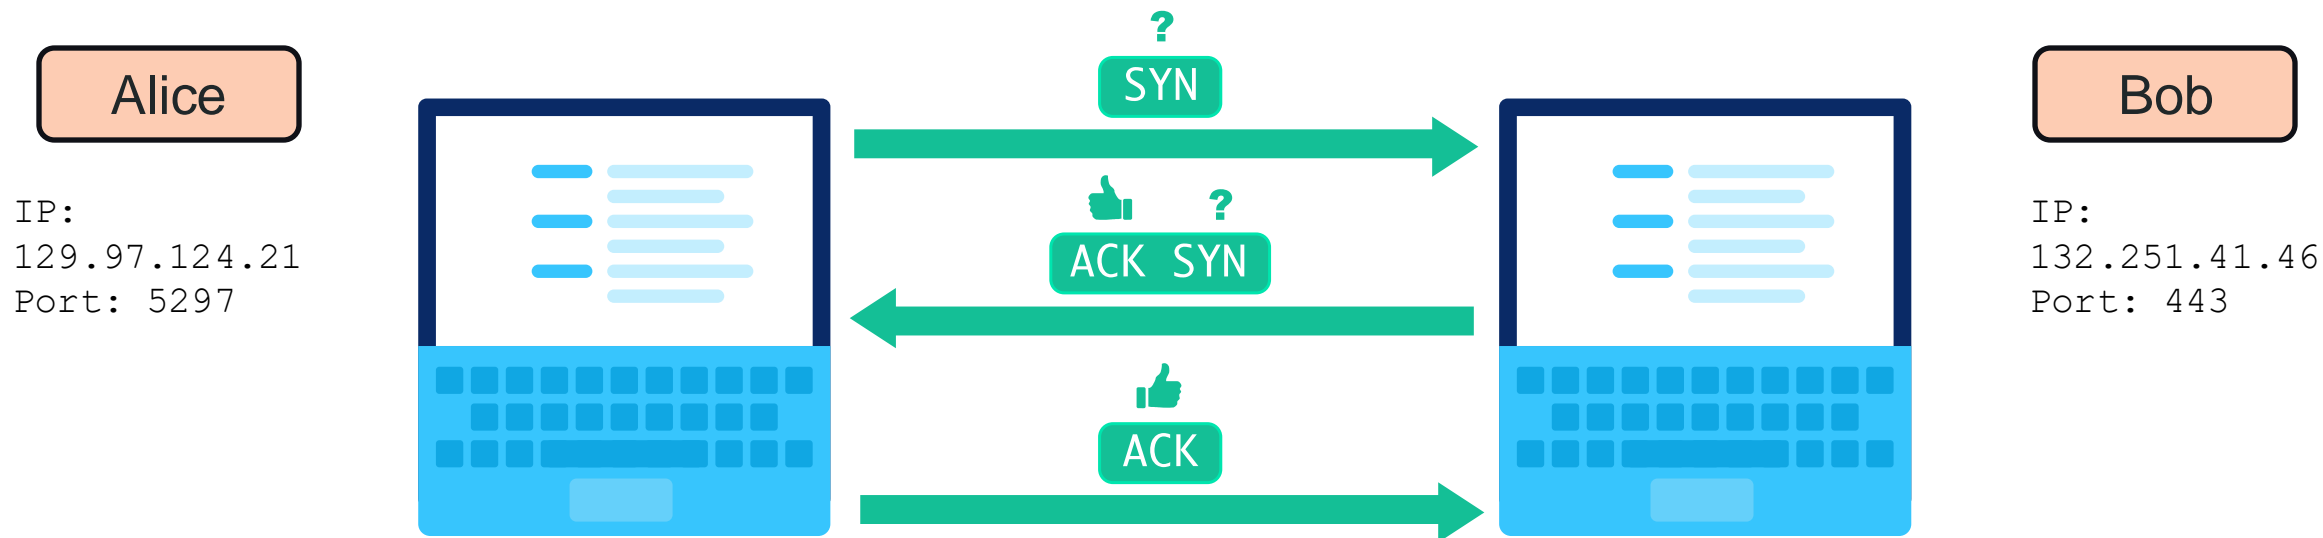 ?
SYN
Alice
Bob
IP:
129.97.124.21
Port: 5297
?
ACK SYN
IP:
132.251.41.46
Port: 443
ACK